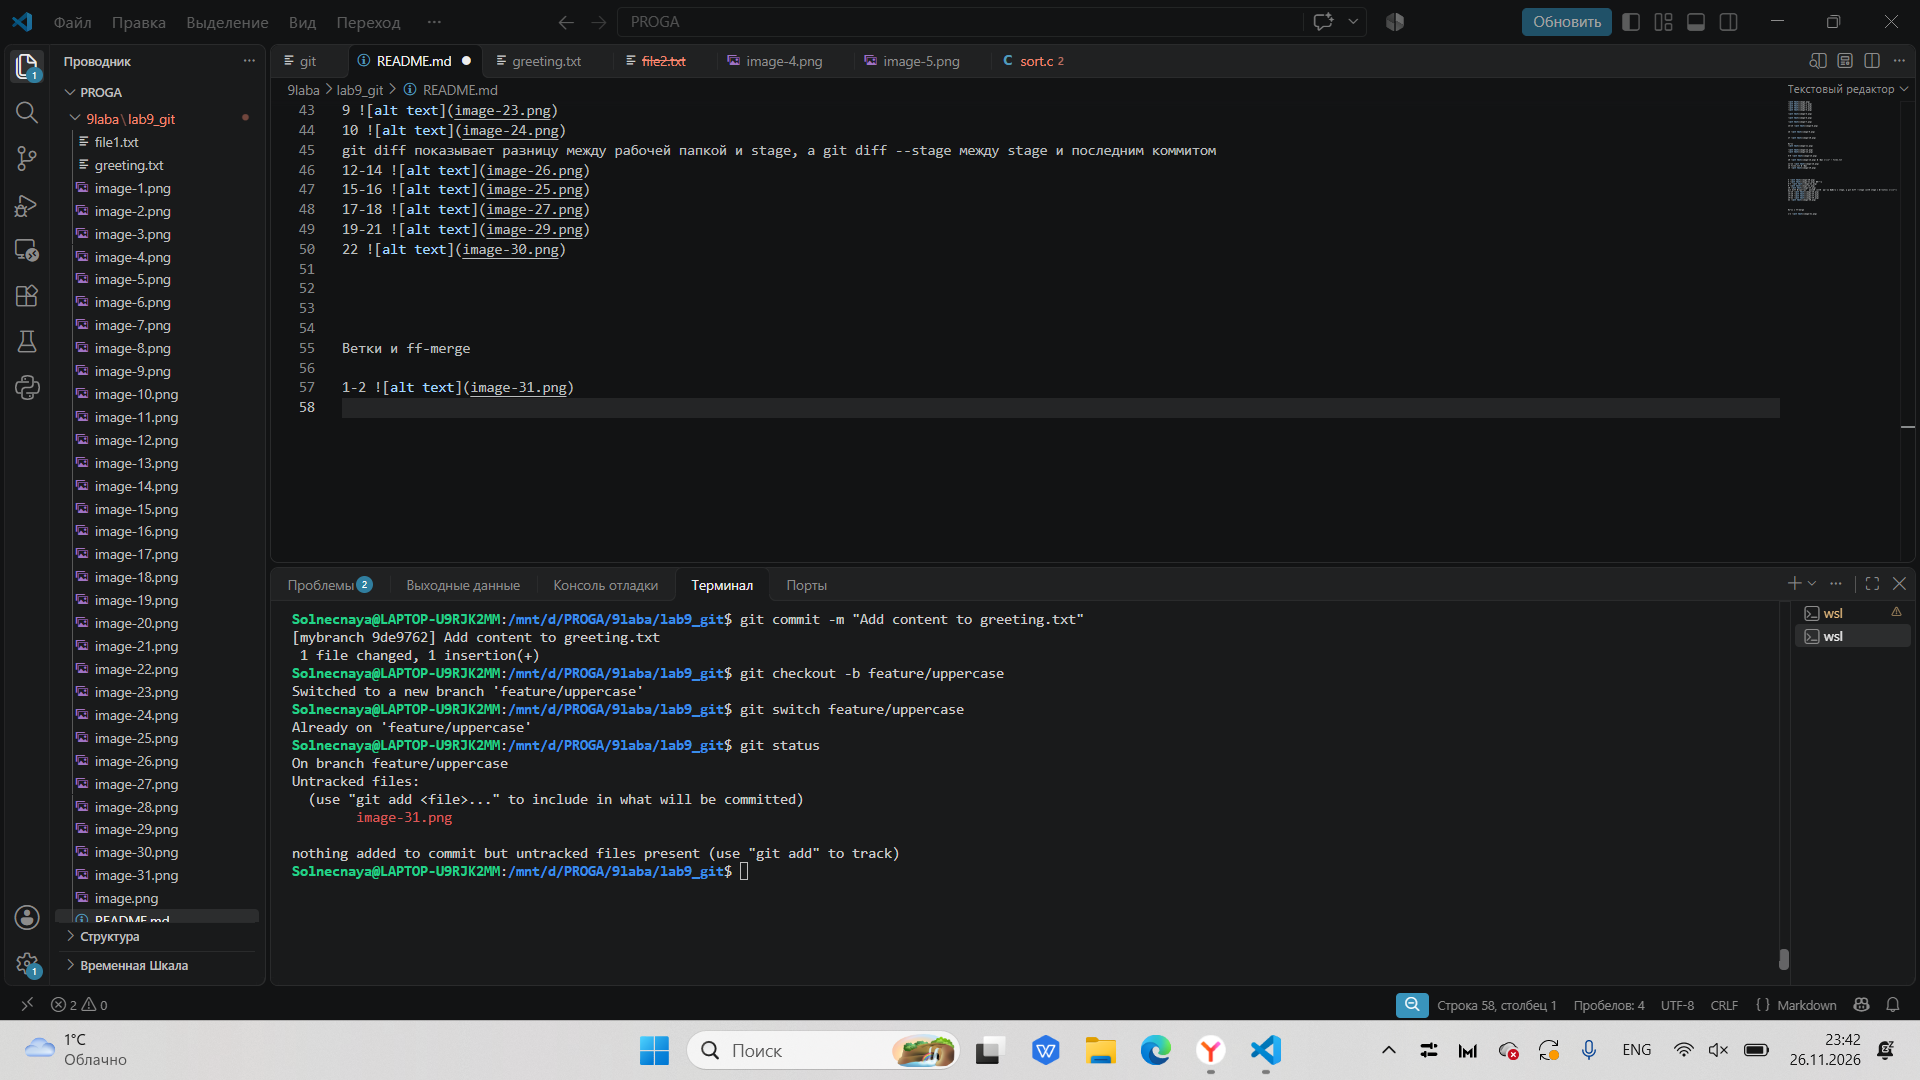 Файл Правка Выделение Вид Переход ··· PROGA Обновить
Проводник
PROGA
9laba\lab9_git
file1.txt
greeting.txt
image-1.png
image-2.png
image-3.png
image-4.png
image-5.png
image-6.png
image-7.png
image-8.png
image-9.png
image-10.png
image-11.png
image-12.png
image-13.png
image-14.png
image-15.png
image-16.png
image-17.png
image-18.png
image-19.png
image-20.png
image-21.png
image-22.png
image-23.png
image-24.png
image-25.png
image-26.png
image-27.png
image-28.png
image-29.png
image-30.png
image-31.png
image.png
README.md
Структура
Временная Шкала
1
1
git README.md greeting.txt file2.txt image-4.png image-5.png C sort.c 2
9laba > lab9_git > README.md
Текстовый редактор
43 9 ![alt text](image-23.png)
44 10 ![alt text](image-24.png)
45 git diff показывает разницу между рабочей папкой и stage, а git diff --stage между stage и последним коммитом
46 12-14 ![alt text](image-26.png)
47 15-16 ![alt text](image-25.png)
48 17-18 ![alt text](image-27.png)
49 19-21 ![alt text](image-29.png)
50 22 ![alt text](image-30.png)
51
52
53
54
55 Ветки и ff-merge
56
57 1-2 ![alt text](image-31.png)
58
Проблемы 2 Выходные данные Консоль отладки Терминал Порты
Solnecnaya@LAPTOP-U9RJK2MM:/mnt/d/PROGA/9laba/lab9_git$ git commit -m "Add content to greeting.txt"
[mybranch 9de9762] Add content to greeting.txt
1 file changed, 1 insertion(+)
Solnecnaya@LAPTOP-U9RJK2MM:/mnt/d/PROGA/9laba/lab9_git$ git checkout -b feature/uppercase
Switched to a new branch 'feature/uppercase'
Solnecnaya@LAPTOP-U9RJK2MM:/mnt/d/PROGA/9laba/lab9_git$ git switch feature/uppercase
Already on 'feature/uppercase'
Solnecnaya@LAPTOP-U9RJK2MM:/mnt/d/PROGA/9laba/lab9_git$ git status
On branch feature/uppercase
Untracked files:
(use "git add <file>..." to include in what will be committed)
image-31.png
nothing added to commit but untracked files present (use "git add" to track)
Solnecnaya@LAPTOP-U9RJK2MM:/mnt/d/PROGA/9laba/lab9_git$
wsl
wsl
2 0 Строка 58, столбец 1 Пробелов: 4 UTF-8 CRLF { } Markdown
1°C
Облачно
Поиск
ENG
23:42
26.11.2026